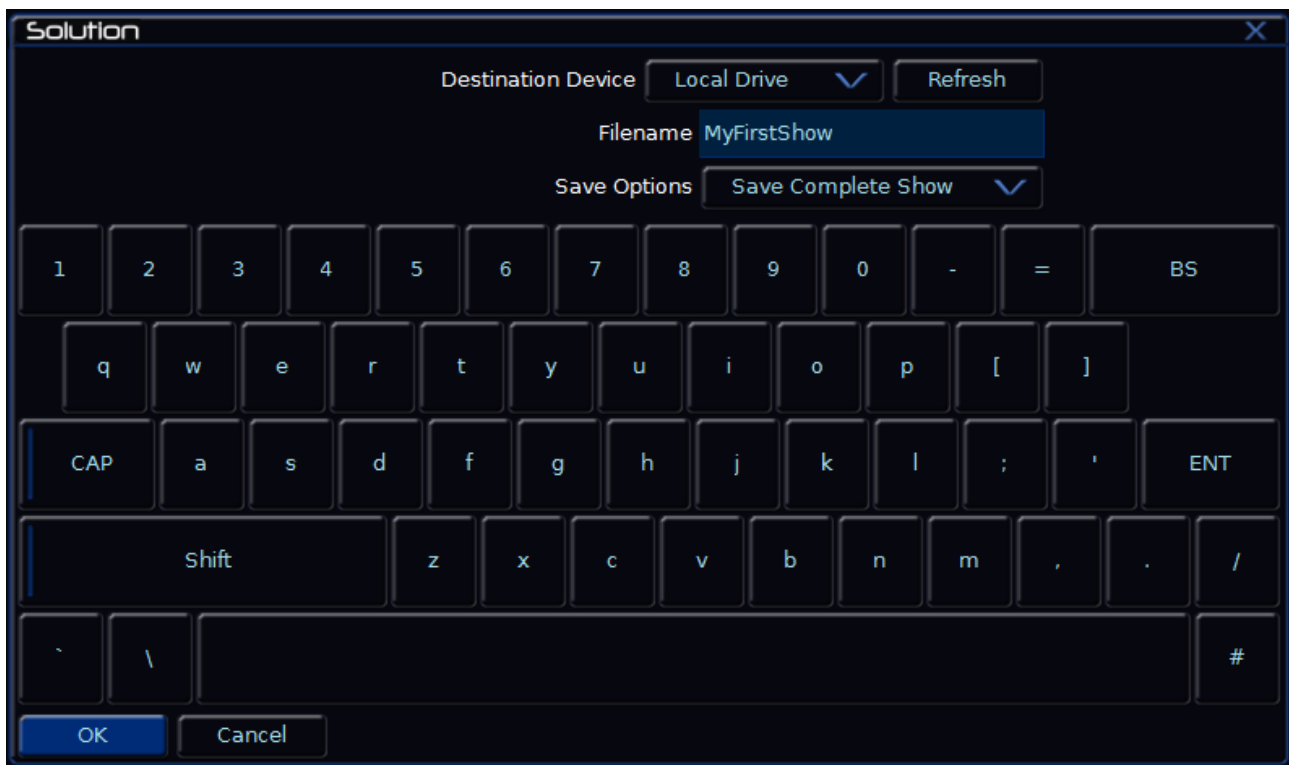 Solution X
Destination Device Local Drive Refresh
Filename MyFirstShow
Save Options Save Complete Show
1 2 3 4 5 6 7 8 9 0 - = BS
q w e r t y u i o p [ ]
CAP a s d f g h j k l ; ' ENT
Shift z x c v b n m , . /
` \ #
OK Cancel